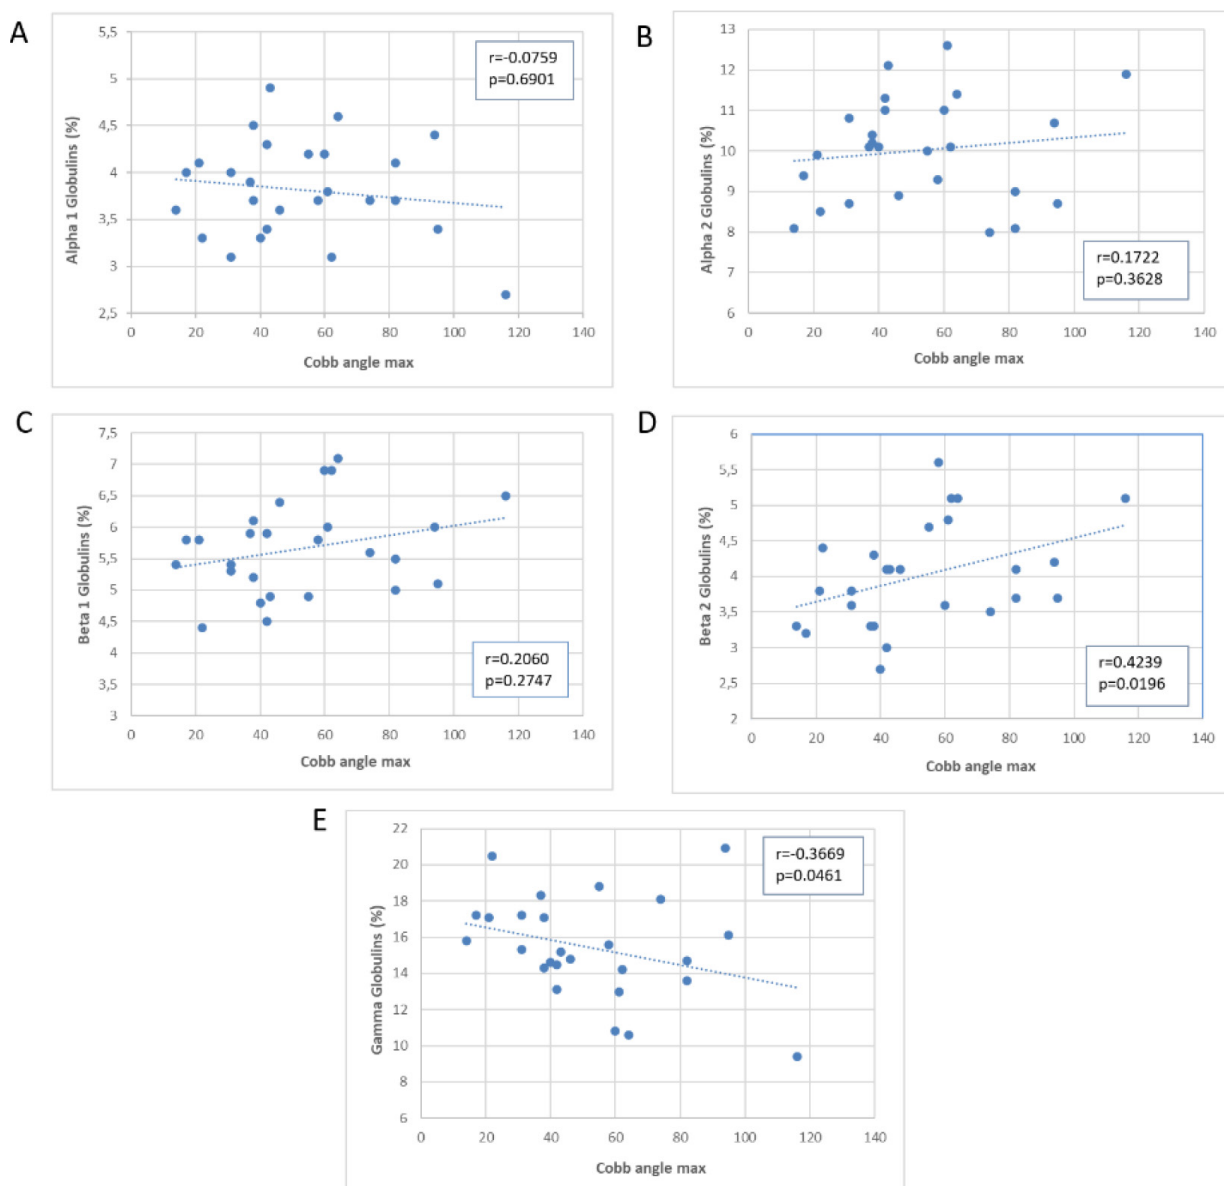 A
5,5
5
4,5
4
3,5
3
2,5
Alpha 1 Globulins (%)
r=-0.0759
p=0.6901
0 20 40 60 80 100 120 140
Cobb angle max
B
13
12
11
10
9
8
7
6
Alpha 2 Globulins (%)
r=0.1722
p=0.3628
0 20 40 60 80 100 120 140
Cobb angle max
C
7,5
7
6,5
6
5,5
5
4,5
4
3,5
3
Beta 1 Globulins (%)
r=0.2060
p=0.2747
0 20 40 60 80 100 120 140
Cobb angle max
D
6
5,5
5
4,5
4
3,5
3
2,5
2
Beta 2 Globulins (%)
r=0.4239
p=0.0196
0 20 40 60 80 100 120 140
Cobb angle max
E
22
20
18
16
14
12
10
8
6
Gamma Globulins (%)
r=-0.3669
p=0.0461
0 20 40 60 80 100 120 140
Cobb angle max